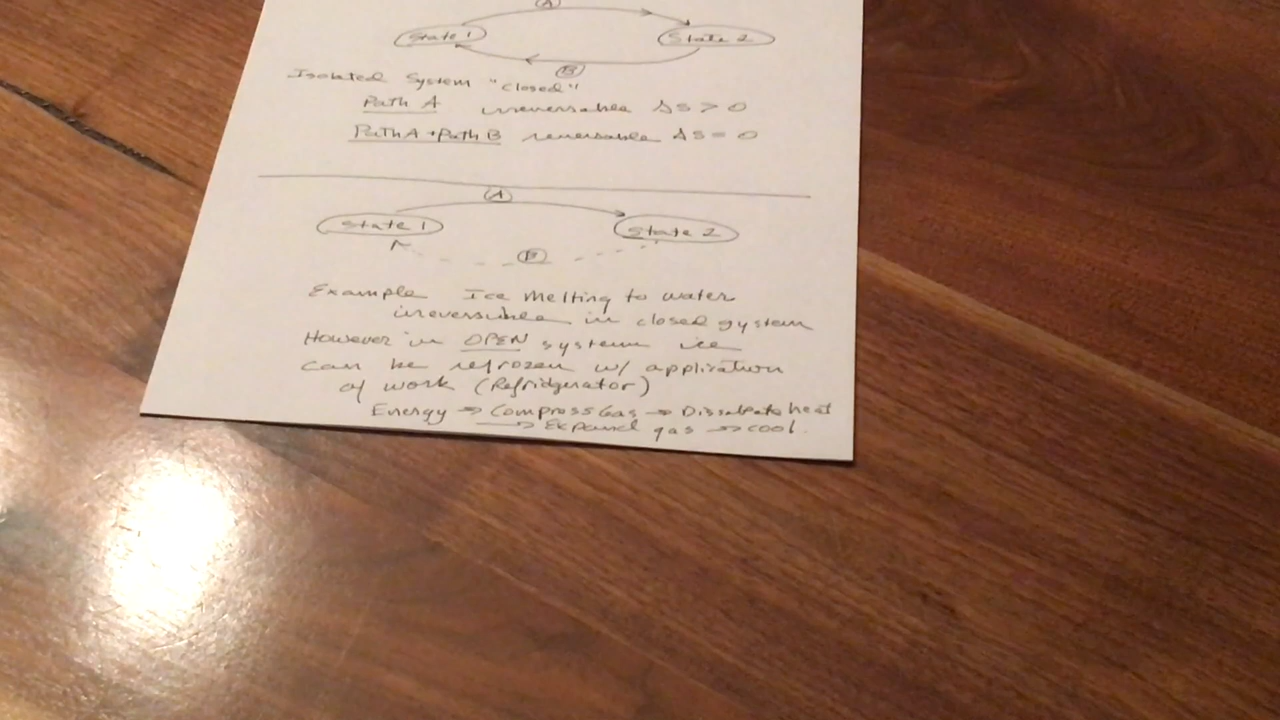 A
State 1 State 2
B
Isolated System "closed"
Path A irreversable ΔS > 0
Path A + Path B reversable ΔS = 0
A
State 1 State 2
B
Example Ice melting to water
irreversible in closed system
However in OPEN system ice
can be refrozen w/ application
of work (Refridgerator)
Energy → Compress Gas → Dissapate heat
→ Expand gas → cool.